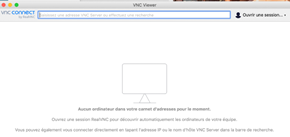 VNC Viewer
vnc connect
by RealVNC
Saisissez une adresse VNC Server ou effectuez une recherche
Ouvrir une session...
Aucun ordinateur dans votre carnet d'adresses pour le moment.
Ouvrez une session RealVNC pour découvrir automatiquement les ordinateurs de votre équipe.
Vous pouvez également vous connecter directement en tapant l'adresse IP ou le nom d'hôte VNC Server dans la barre de recherche.